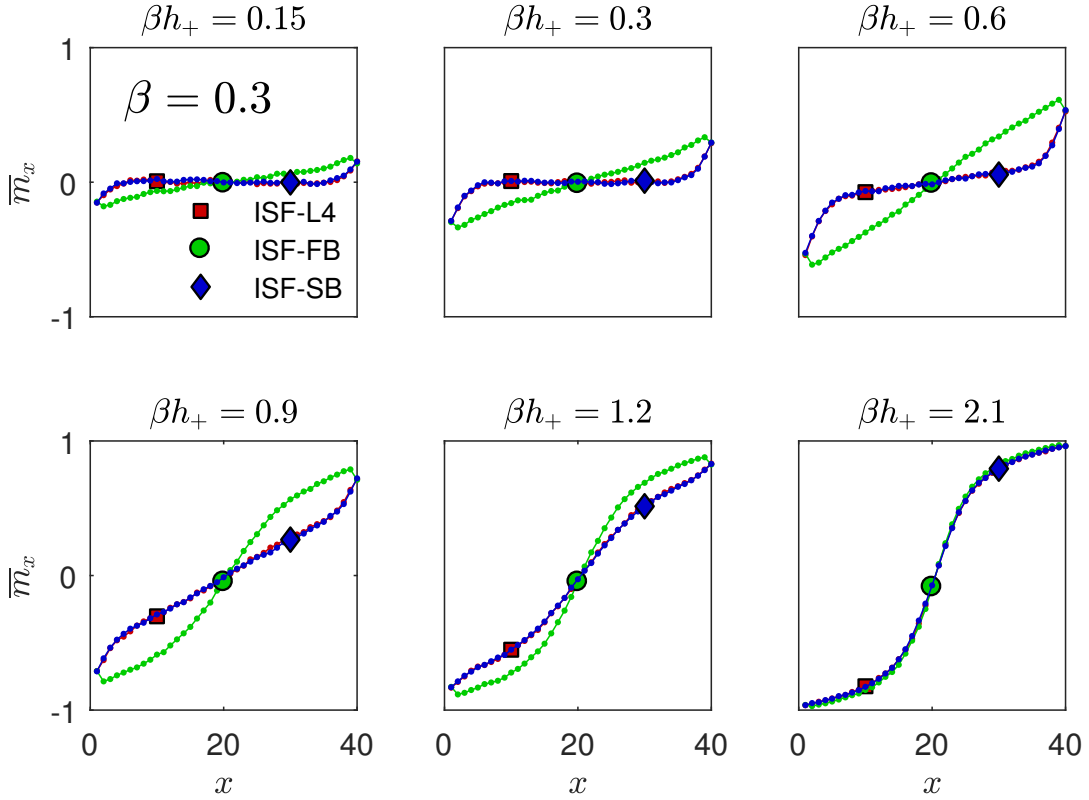 βh₊ = 0.15
βh₊ = 0.3
βh₊ = 0.6
1
0
-1
m̅ₓ
β = 0.3
ISF-L4
ISF-FB
ISF-SB
βh₊ = 0.9
βh₊ = 1.2
βh₊ = 2.1
1
0
-1
m̅ₓ
0 20 40
0 20 40
0 20 40
x
x
x